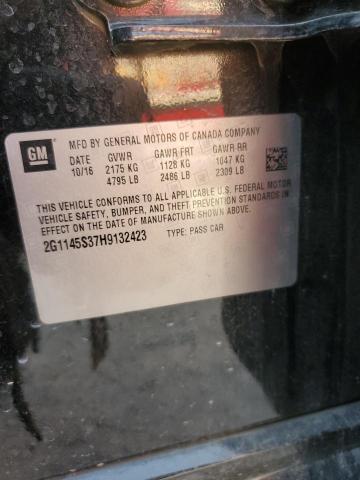 GM
MFD BY GENERAL MOTORS OF CANADA COMPANY
DATE GVWR GAWR FRT GAWR RR
10/16 2175 KG 1128 KG 1047 KG
4795 LB 2486 LB 2309 LB
THIS VEHICLE CONFORMS TO ALL APPLICABLE U.S. FEDERAL MOTOR
VEHICLE SAFETY, BUMPER, AND THEFT PREVENTION STANDARDS IN
EFFECT ON THE DATE OF MANUFACTURE SHOWN ABOVE.
2G1145S37H9132423 TYPE: PASS CAR